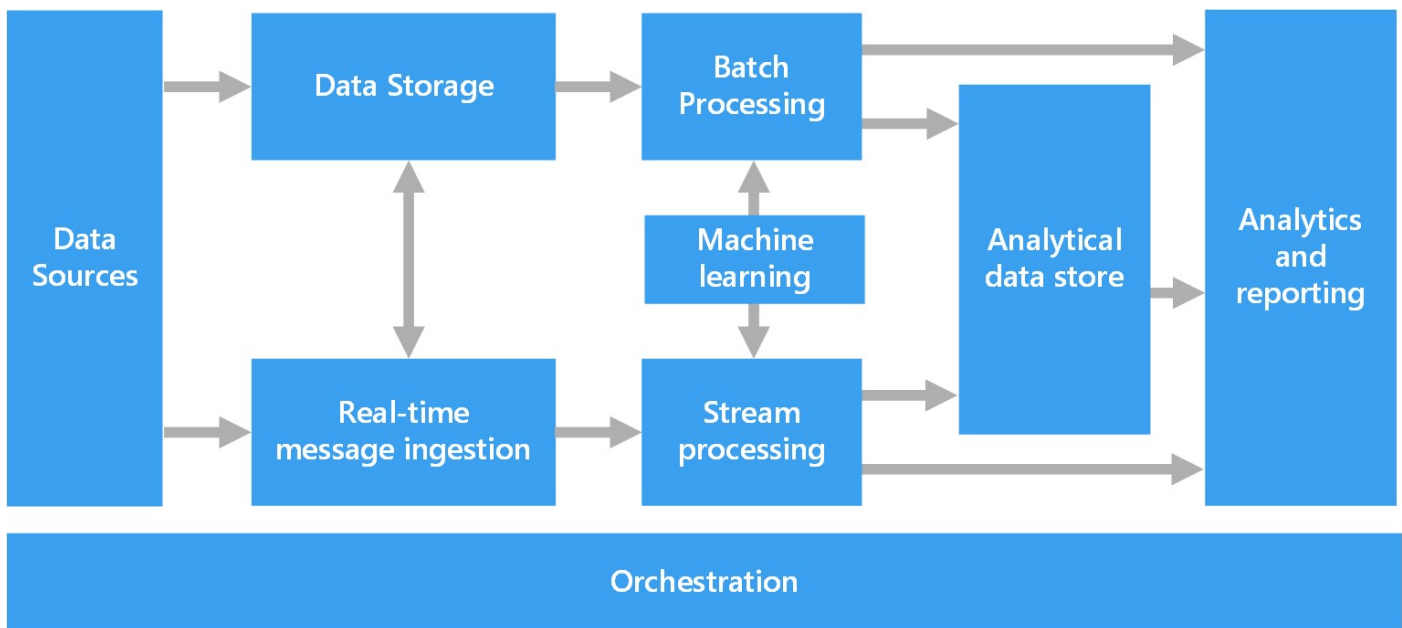 Data Storage
Batch
Processing
Data
Sources
Machine
learning
Analytical
data store
Analytics
and
reporting
Real-time
message ingestion
Stream
processing
Orchestration